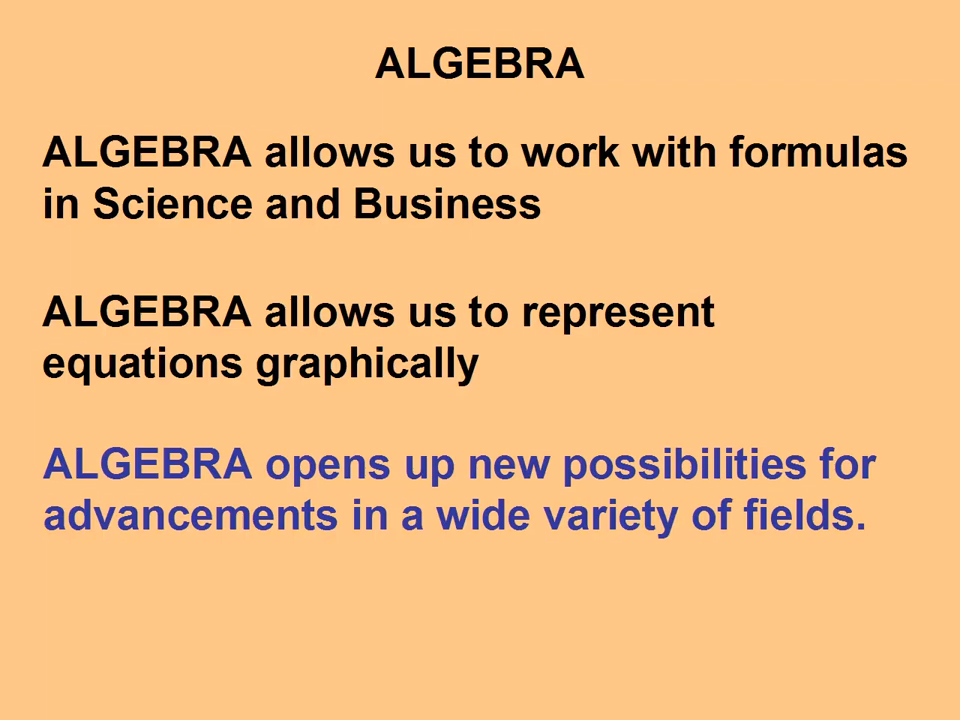 ALGEBRA
ALGEBRA allows us to work with formulas
in Science and Business
ALGEBRA allows us to represent
equations graphically
ALGEBRA opens up new possibilities for
advancements in a wide variety of fields.